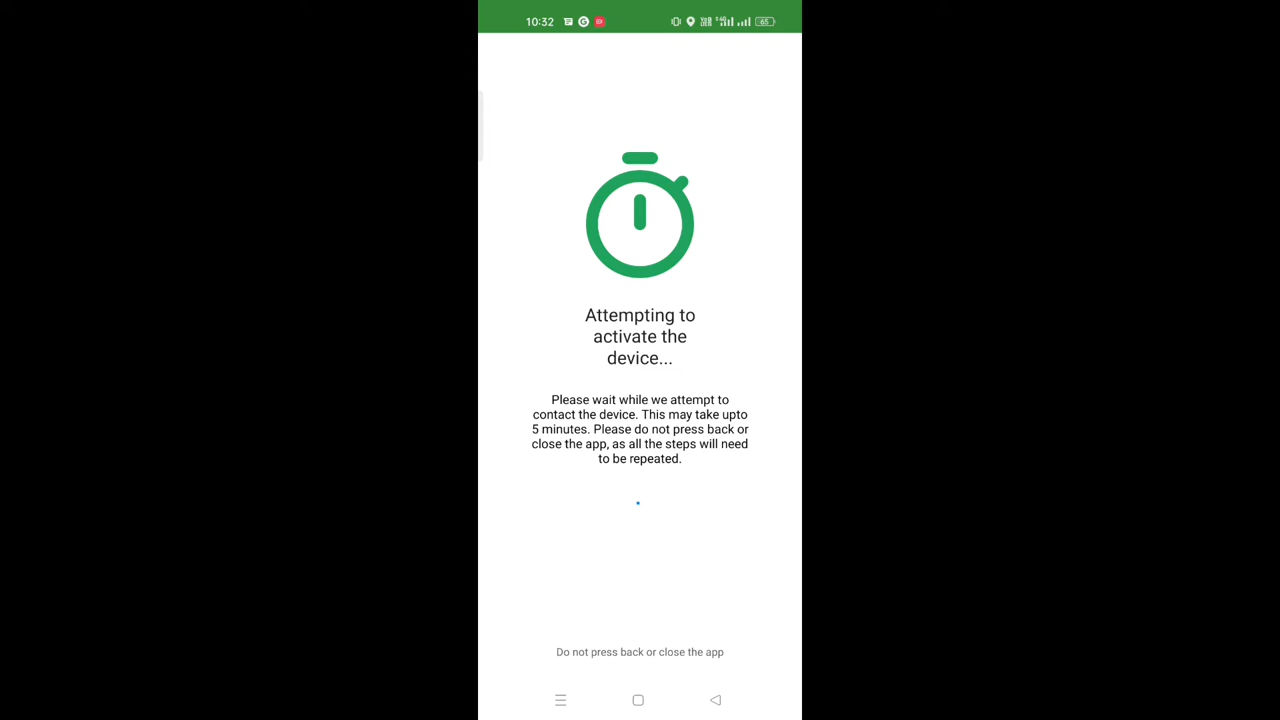 10:32
65
Attempting to
activate the
device...
Please wait while we attempt to
contact the device. This may take upto
5 minutes. Please do not press back or
close the app, as all the steps will need
to be repeated.
Do not press back or close the app